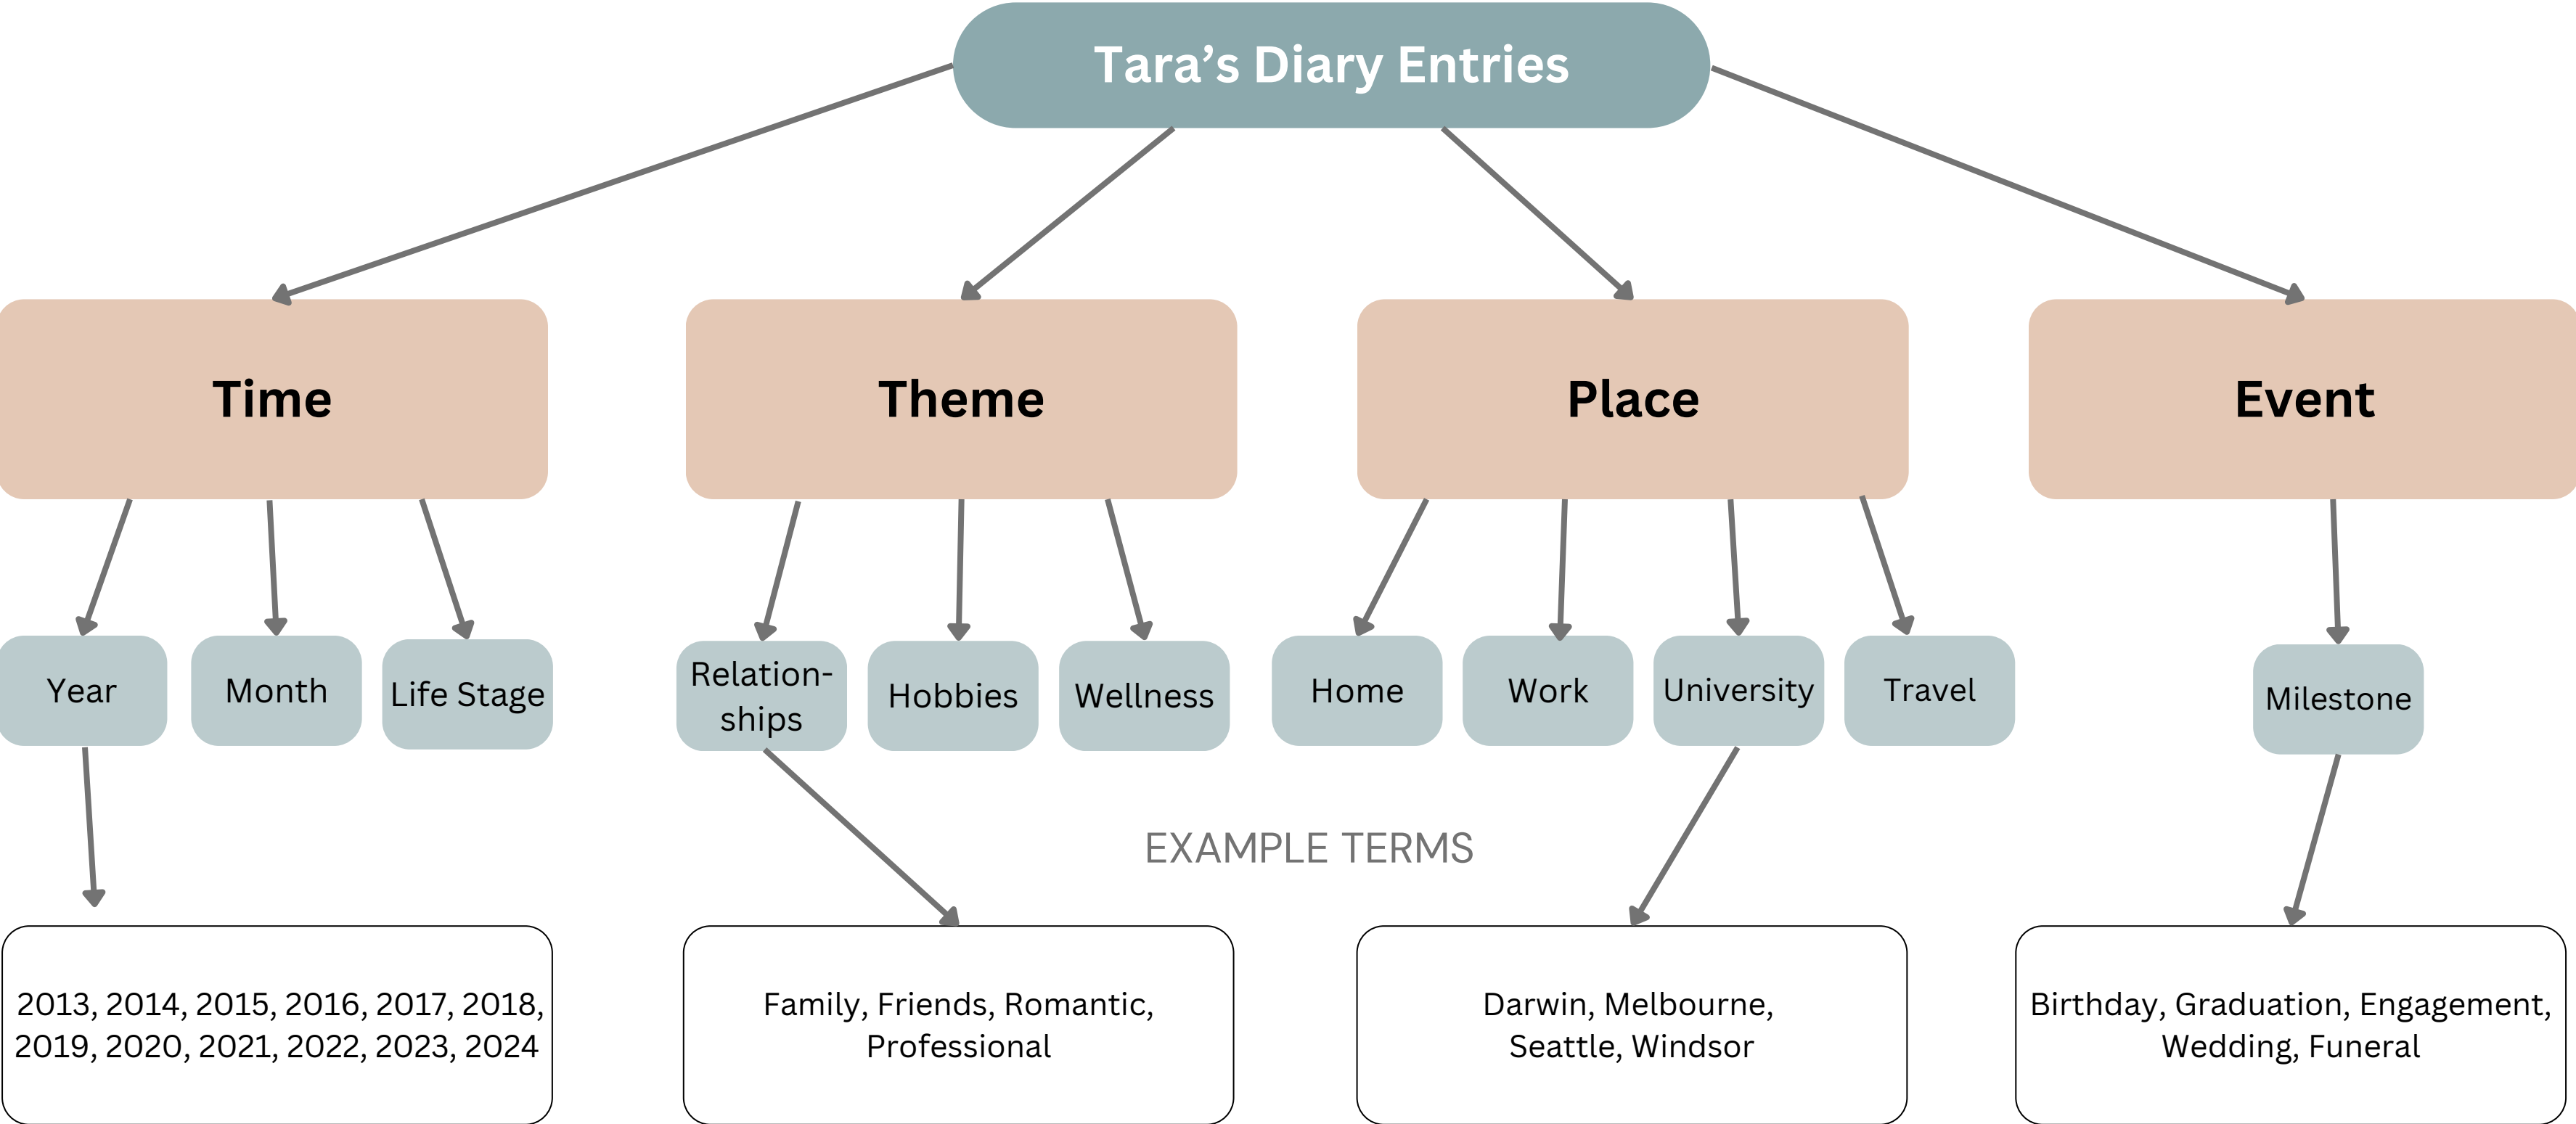 Tara’s Diary Entries
Time
Theme
Place
Event
Year
Month
Life Stage
Relation-
ships
Hobbies
Wellness
Home
Work
University
Travel
Milestone
EXAMPLE TERMS
2013, 2014, 2015, 2016, 2017, 2018,
2019, 2020, 2021, 2022, 2023, 2024
Family, Friends, Romantic,
Professional
Darwin, Melbourne,
Seattle, Windsor
Birthday, Graduation, Engagement,
Wedding, Funeral